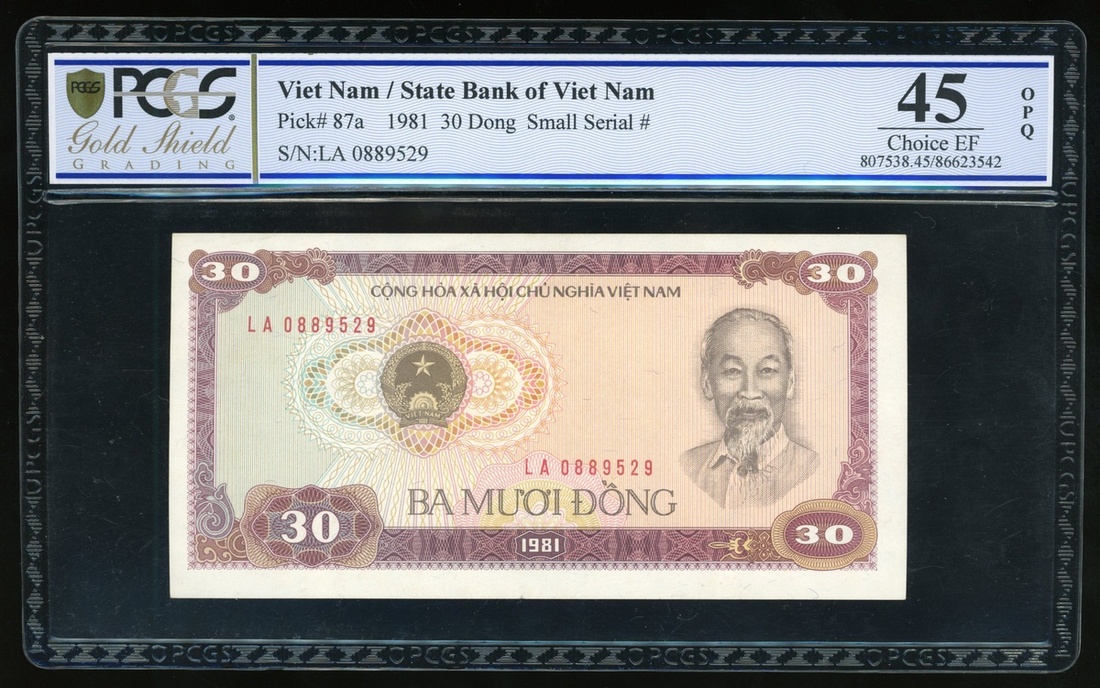 PCGS
PCGS
Gold Shield
GRADING
Viet Nam / State Bank of Viet Nam
Pick# 87a 1981 30 Dong Small Serial #
S/N:LA 0889529
45
Choice EF
807538.45/86623542
OPQ
30
30
CỘNG HÒA XÃ HỘI CHỦ NGHĨA VIỆT NAM
LA 0889529
VIỆT NAM
LA 0889529
BA MƯƠI ĐỒNG
30
1981
30